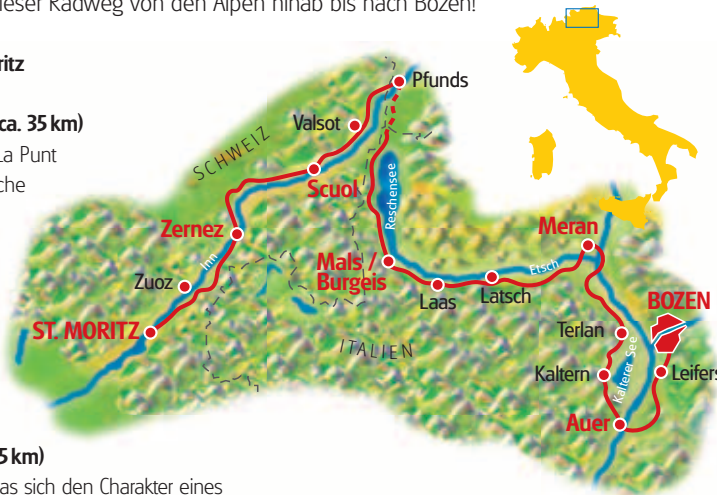 ieser Radweg von den Alpen hinab bis nach Bozen!
ritz
ca. 35 km)
La Punt
che
Pfunds
Valsot
SCHWEIZ
Scuol
Reschensee
Zernez
Inn
Meran
Mals /
Burgeis
Etsch
Zuoz
Laas
Latsch
BOZEN
ST. MORITZ
ITALIEN
Terlan
Kalterer See
Kaltern
Leifers
Auer
5 km)
as sich den Charakter eines